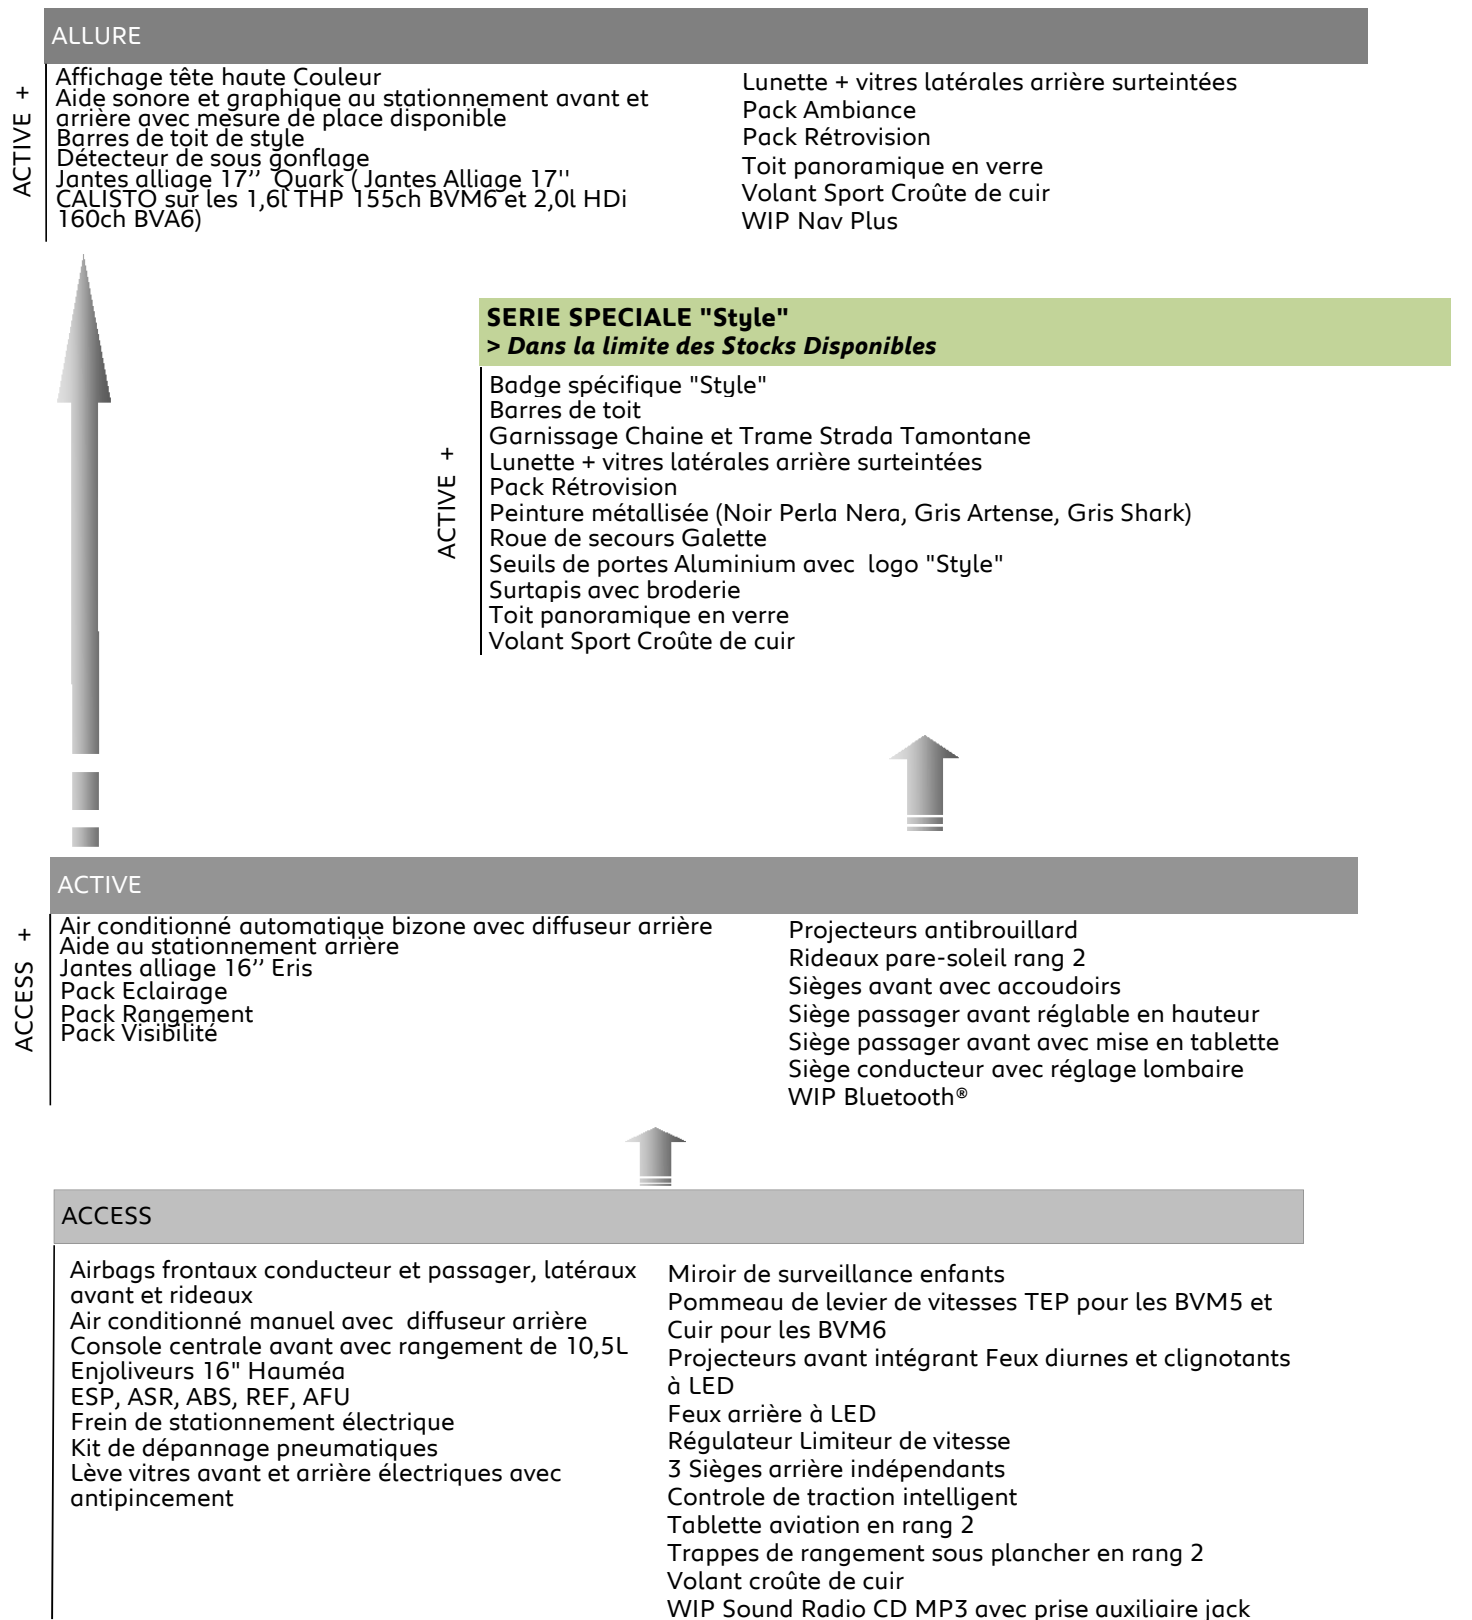 ALLURE
ACTIVE +
Affichage tête haute Couleur
Aide sonore et graphique au stationnement avant et
arrière avec mesure de place disponible
Barres de toit de style
Détecteur de sous gonflage
Jantes alliage 17’’ Quark ( Jantes Alliage 17''
CALISTO sur les 1,6l THP 155ch BVM6 et 2,0l HDi
160ch BVA6)
Lunette + vitres latérales arrière surteintées
Pack Ambiance
Pack Rétrovision
Toit panoramique en verre
Volant Sport Croûte de cuir
WIP Nav Plus
SERIE SPECIALE "Style"
> Dans la limite des Stocks Disponibles
ACTIVE +
Badge spécifique "Style"
Barres de toit
Garnissage Chaine et Trame Strada Tamontane
Lunette + vitres latérales arrière surteintées
Pack Rétrovision
Peinture métallisée (Noir Perla Nera, Gris Artense, Gris Shark)
Roue de secours Galette
Seuils de portes Aluminium avec logo "Style"
Surtapis avec broderie
Toit panoramique en verre
Volant Sport Croûte de cuir
ACTIVE
ACCESS +
Air conditionné automatique bizone avec diffuseur arrière
Aide au stationnement arrière
Jantes alliage 16’’ Eris
Pack Eclairage
Pack Rangement
Pack Visibilité
Projecteurs antibrouillard
Rideaux pare-soleil rang 2
Sièges avant avec accoudoirs
Siège passager avant réglable en hauteur
Siège passager avant avec mise en tablette
Siège conducteur avec réglage lombaire
WIP Bluetooth®
ACCESS
Airbags frontaux conducteur et passager, latéraux
avant et rideaux
Air conditionné manuel avec diffuseur arrière
Console centrale avant avec rangement de 10,5L
Enjoliveurs 16" Hauméa
ESP, ASR, ABS, REF, AFU
Frein de stationnement électrique
Kit de dépannage pneumatiques
Lève vitres avant et arrière électriques avec
antipincement
Miroir de surveillance enfants
Pommeau de levier de vitesses TEP pour les BVM5 et
Cuir pour les BVM6
Projecteurs avant intégrant Feux diurnes et clignotants
à LED
Feux arrière à LED
Régulateur Limiteur de vitesse
3 Sièges arrière indépendants
Controle de traction intelligent
Tablette aviation en rang 2
Trappes de rangement sous plancher en rang 2
Volant croûte de cuir
WIP Sound Radio CD MP3 avec prise auxiliaire jack